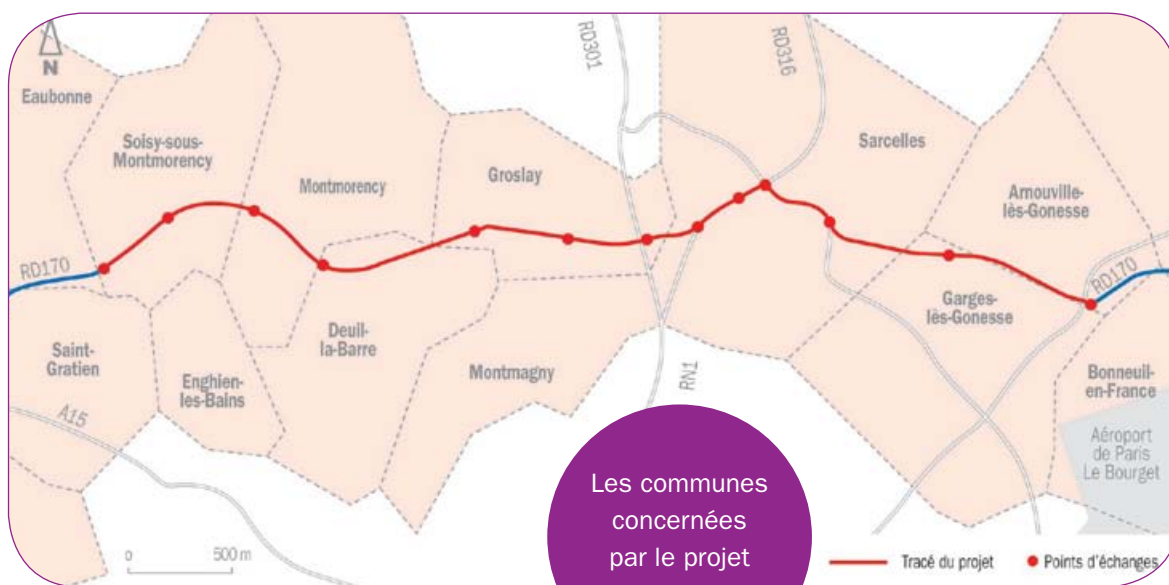 N
Eaubonne
Soisy-sous-
Montmorency
Montmorency
Groslay
RD301
RD316
Sarcelles
Arnouville-
lès-Gonesse
RD170
RD170
Saint-
Gratien
Enghien-
les-Bains
Deuil-
la-Barre
Montmagny
RN1
Garges-
lès-Gonesse
Bonneuil-
en-France
A15
Aéroport
de Paris
Le Bourget
0
500 m
Les communes
concernées
par le projet
Tracé du projet
Points d'échanges